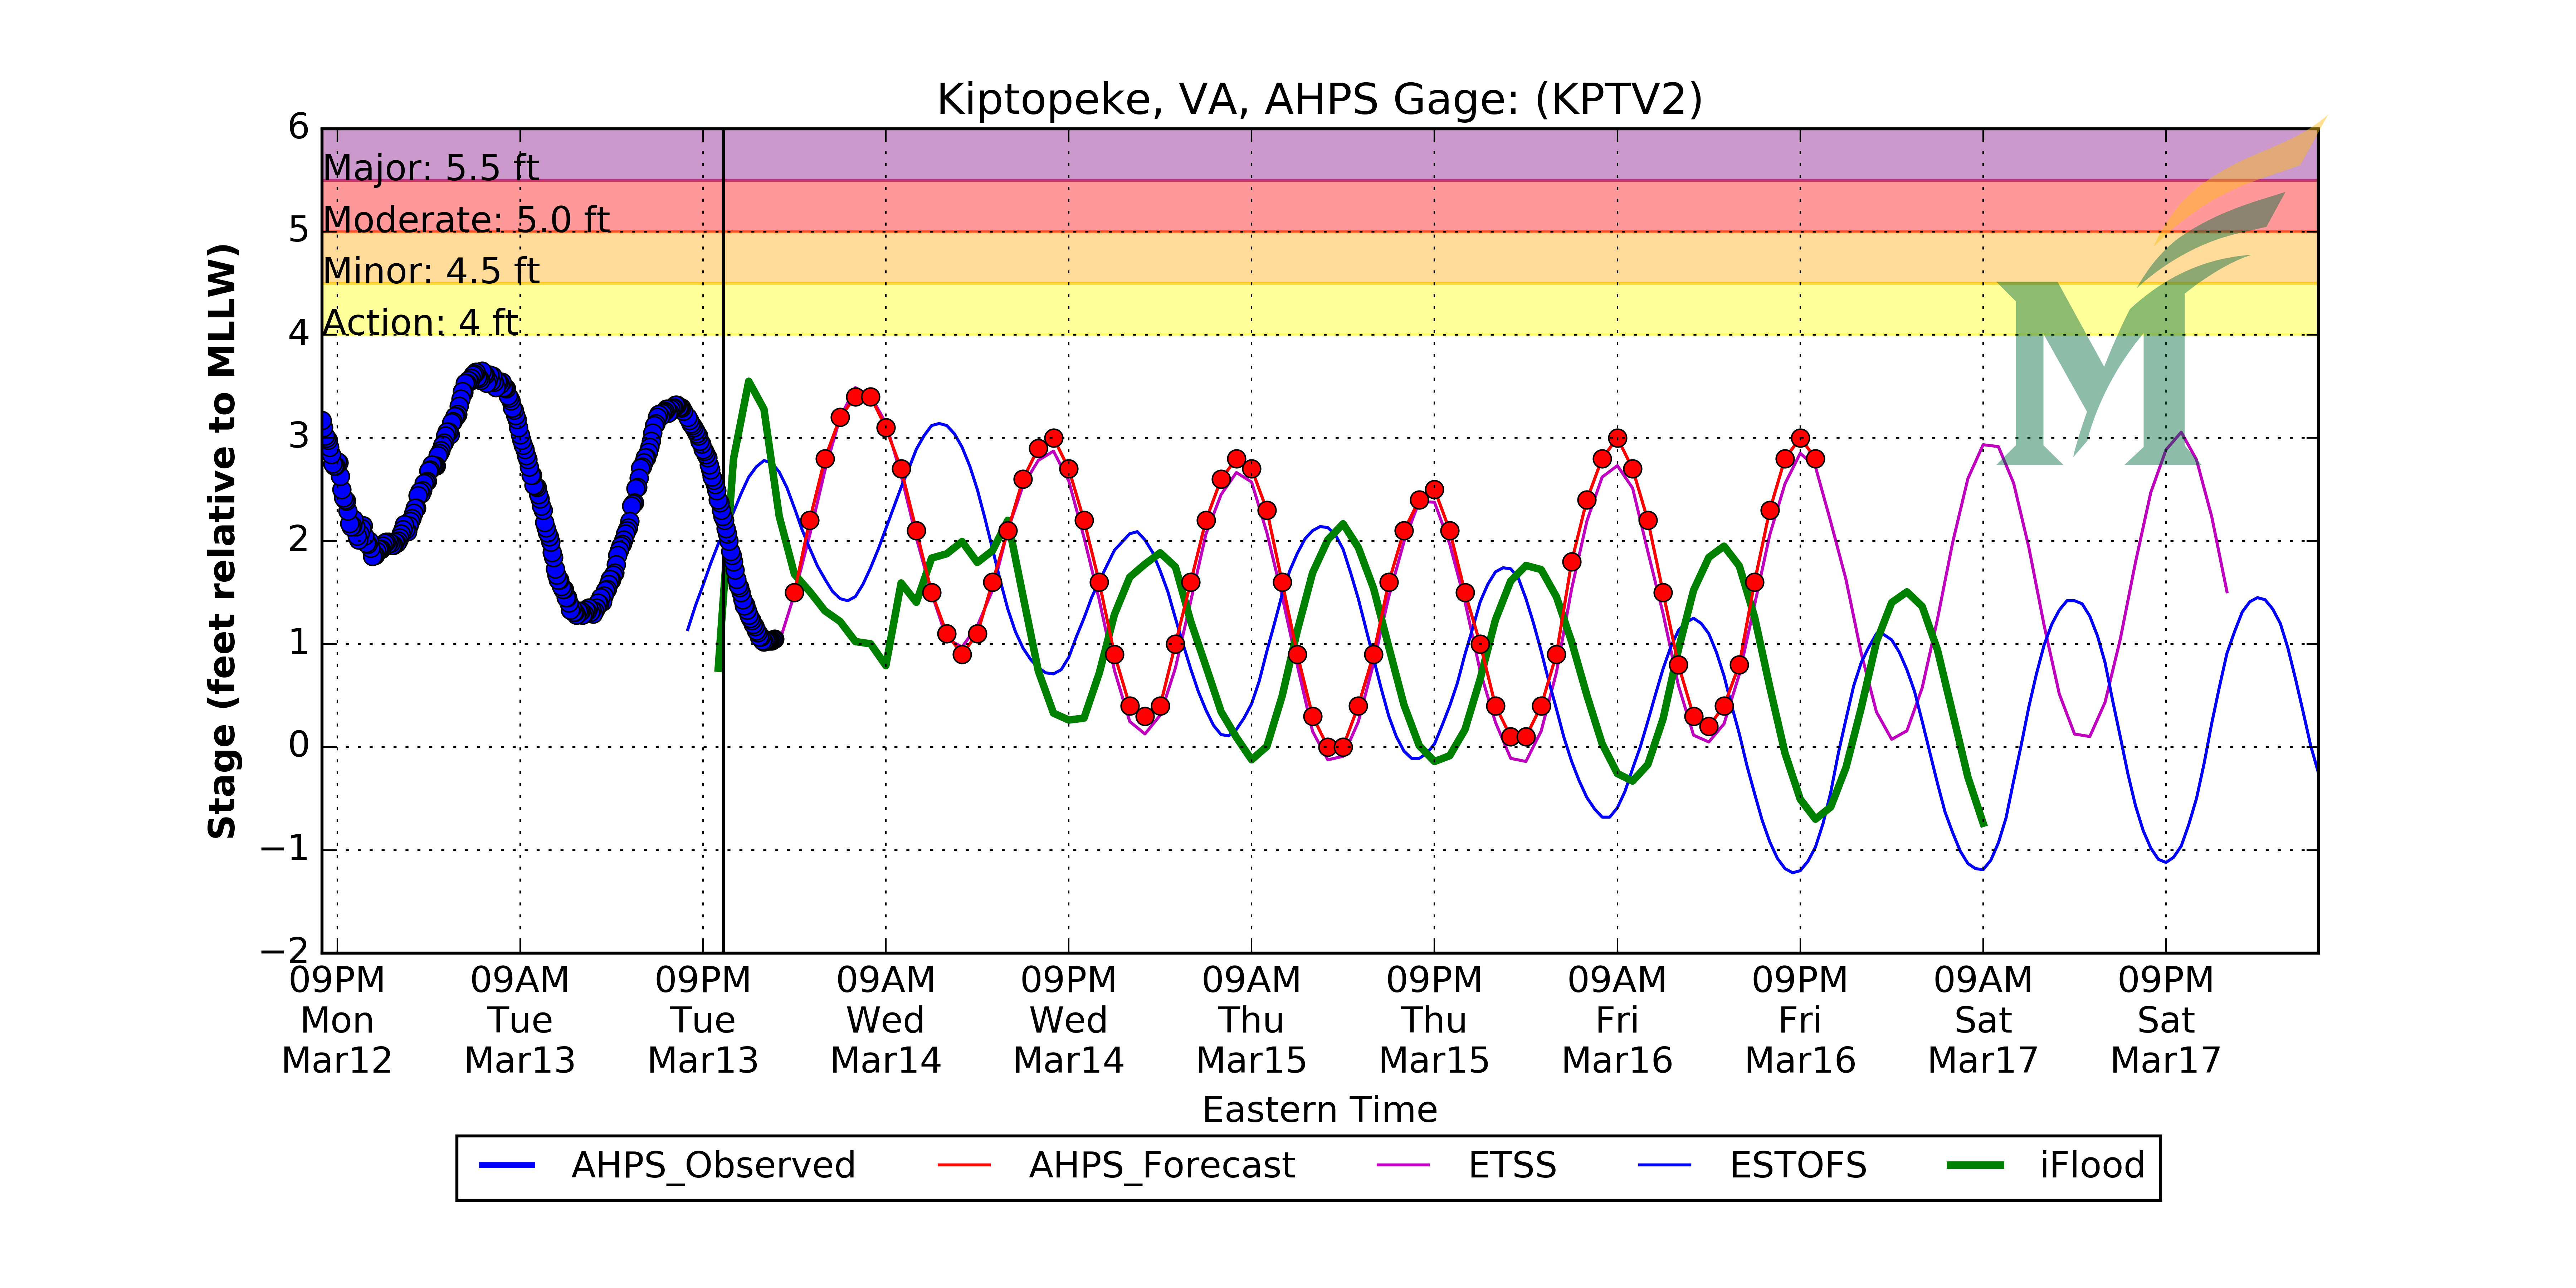 Kiptopeke, VA, AHPS Gage: (KPTV2)
6
5
4
3
2
1
0
−1
−2
Stage (feet relative to MLLW)
Major: 5.5 ft
Moderate: 5.0 ft
Minor: 4.5 ft
Action: 4 ft
M
09PM 09AM 09PM 09AM 09PM 09AM 09PM 09AM 09PM 09AM 09PM
Mon Tue Tue Wed Wed Thu Thu Fri Fri Sat Sat
Mar12 Mar13 Mar13 Mar14 Mar14 Mar15 Mar15 Mar16 Mar16 Mar17 Mar17
Eastern Time
AHPS_Observed AHPS_Forecast ETSS ESTOFS iFlood